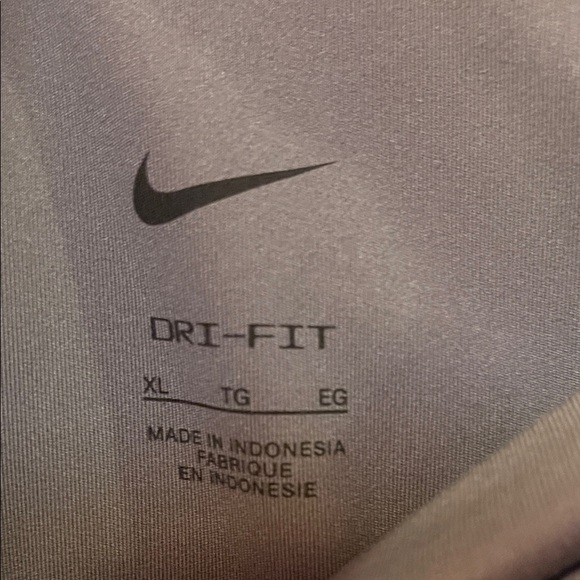 DRI-FIT
XL TG EG
MADE IN INDONESIA
FABRIQUE
EN INDONESIE